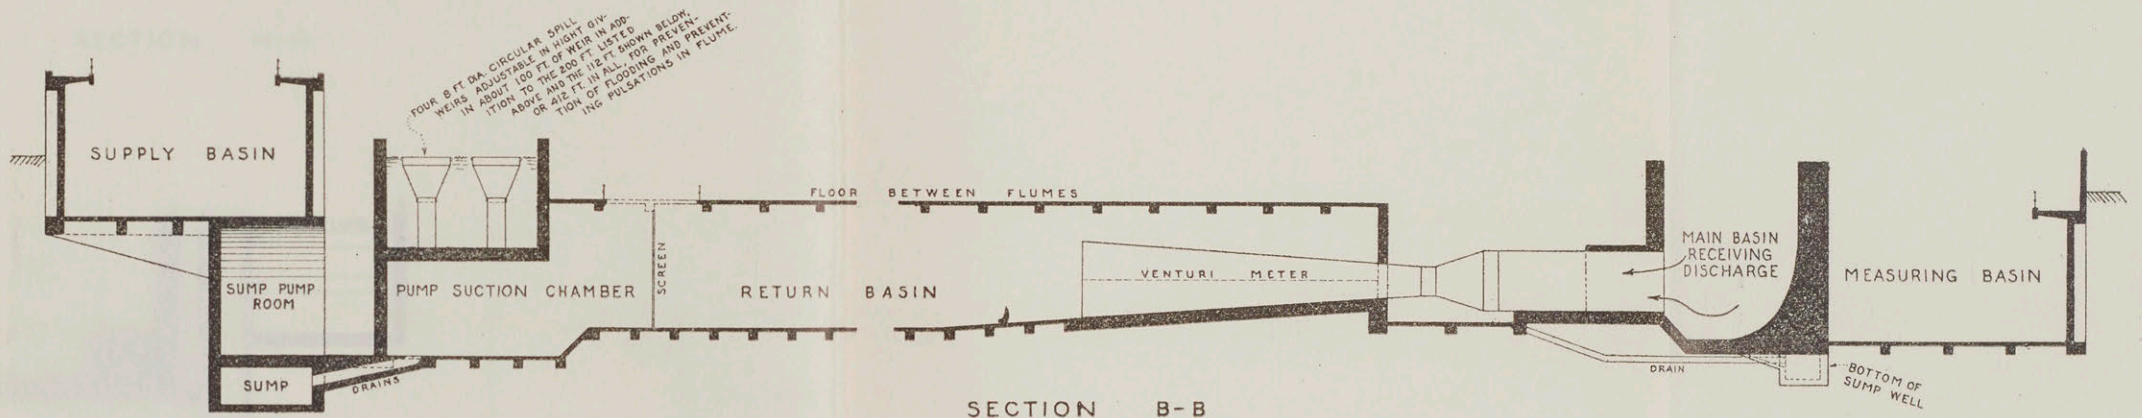 FOUR 8 FT. DIA. CIRCULAR SPILL
WEIRS ADJUSTABLE IN HIGHT GIV-
IN ABOUT 100 FT. OF WEIR IN ADD-
ITION TO THE 200 FT. LISTED
ABOVE AND THE 112 FT. SHOWN BELOW,
OR 412 FT. IN ALL, FOR PREVEN-
TION OF FLOODING AND PREVENT-
ING PULSATIONS IN FLUME.
SUPPLY BASIN
FLOOR BETWEEN FLUMES
SUMP PUMP
ROOM
PUMP SUCTION CHAMBER
SCREEN
RETURN BASIN
VENTURI METER
MAIN BASIN
RECEIVING
DISCHARGE
MEASURING BASIN
SUMP
DRAINS
DRAIN
BOTTOM OF
SUMP WELL
SECTION B-B